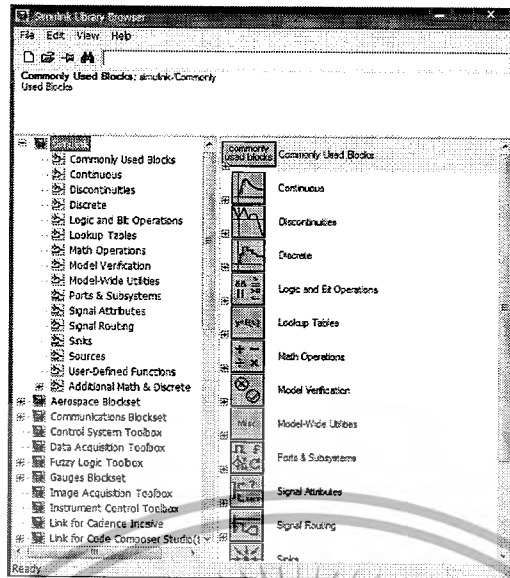 Simulink Library Browser
File Edit View Help
Commonly Used Blocks: simulink/Commonly
Used Blocks
Simulink
Commonly Used Blocks
Continuous
Discontinuities
Discrete
Logic and Bit Operations
Lookup Tables
Math Operations
Model Verification
Model-Wide Utilities
Ports & Subsystems
Signal Attributes
Signal Routing
Sinks
Sources
User-Defined Functions
Additional Math & Discrete
Aerospace Blockset
Communications Blockset
Control System Toolbox
Data Acquisition Toolbox
Fuzzy Logic Toolbox
Gauges Blockset
Image Acquisition Toolbox
Instrument Control Toolbox
Link for Cadence Incisive
Link for Code Composer Studio
Ready
commonly
used blocks
Commonly Used Blocks
Continuous
Discontinuities
Discrete
Logic and Bit Operations
Lookup Tables
Math Operations
Model Verification
Misc
Model-Wide Utilities
Ports & Subsystems
Signal Attributes
Signal Routing
Sinks